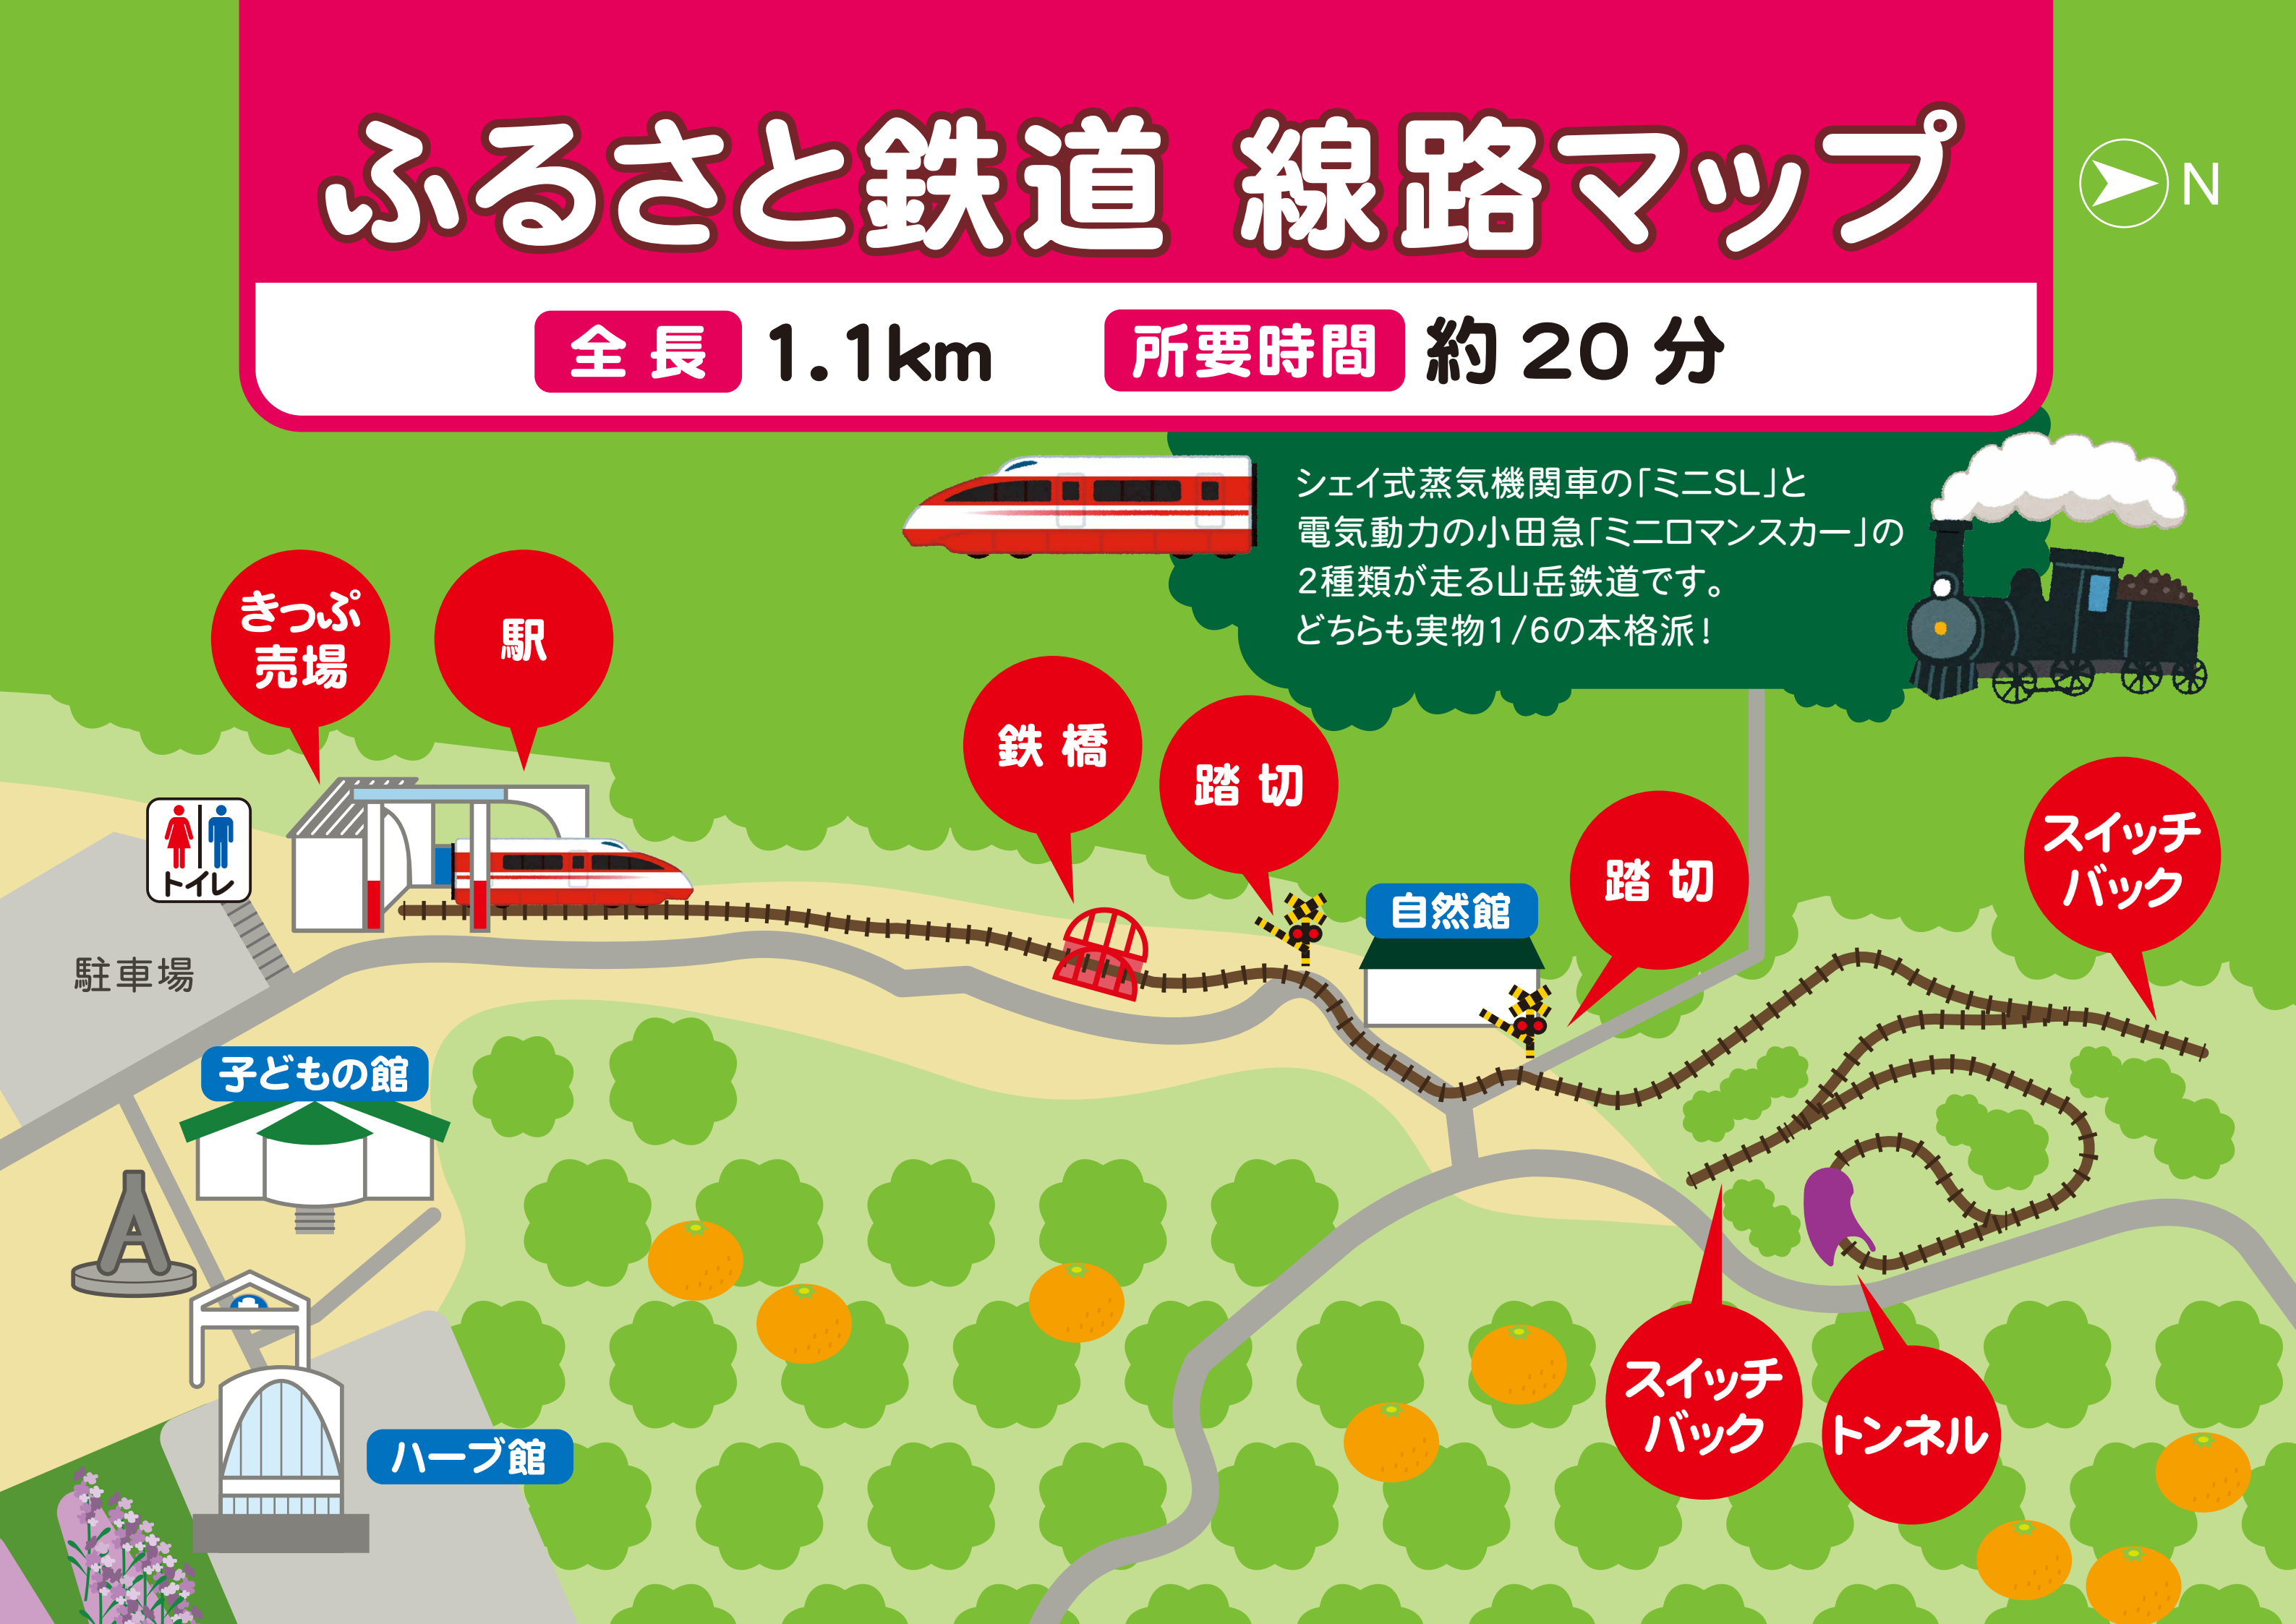 ふるさと鉄道 線路マップ
N
全長 1.1km 所要時間 約20分
シェイ式蒸気機関車の「ミニSL」と
電気動力の小田急「ミニロマンスカー」の
2種類が走る山岳鉄道です。
どちらも実物1/6の本格派!
きっぷ
売場
駅
鉄橋
踏切
踏切
スイッチ
バック
トイレ
自然館
駐車場
子どもの館
スイッチ
バック
トンネル
ハーブ館